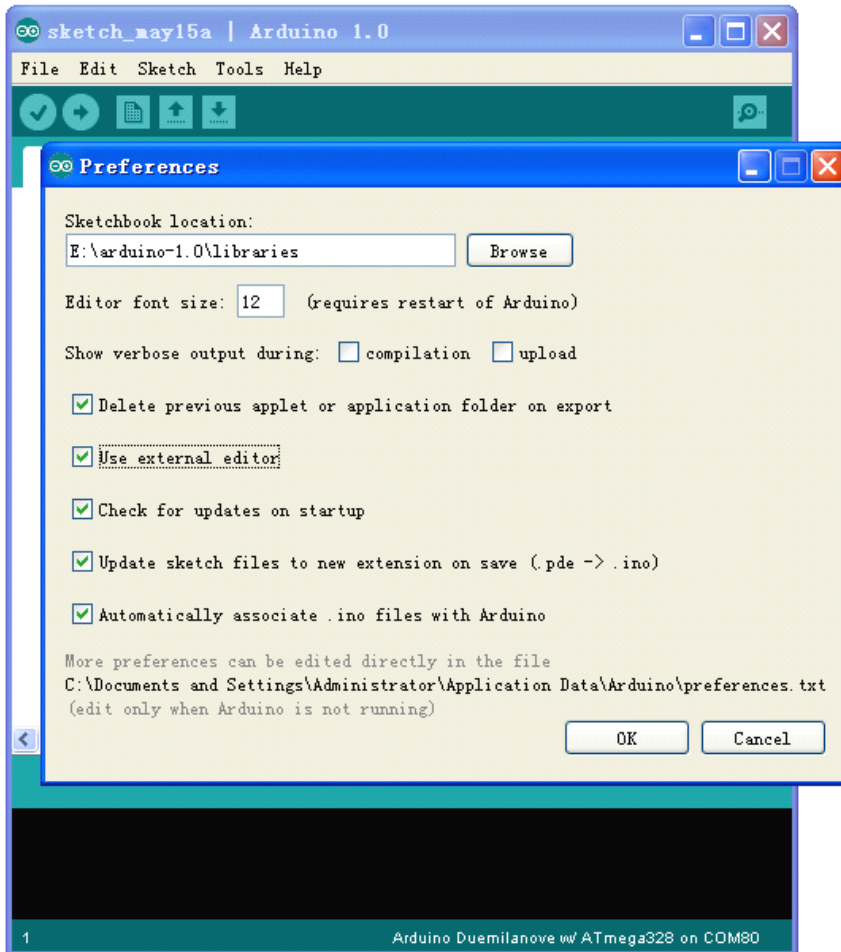 sketch_may15a | Arduino 1.0
File Edit Sketch Tools Help
Preferences
Sketchbook location:
E:\arduino-1.0\libraries Browse
Editor font size: 12 (requires restart of Arduino)
Show verbose output during: compilation upload
Delete previous applet or application folder on export
Use external editor
Check for updates on startup
Update sketch files to new extension on save (.pde -> .ino)
Automatically associate .ino files with Arduino
More preferences can be edited directly in the file
C:\Documents and Settings\Administrator\Application Data\Arduino\preferences.txt
(edit only when Arduino is not running)
OK Cancel
1 Arduino Duemilanove w/ ATmega328 on COM80